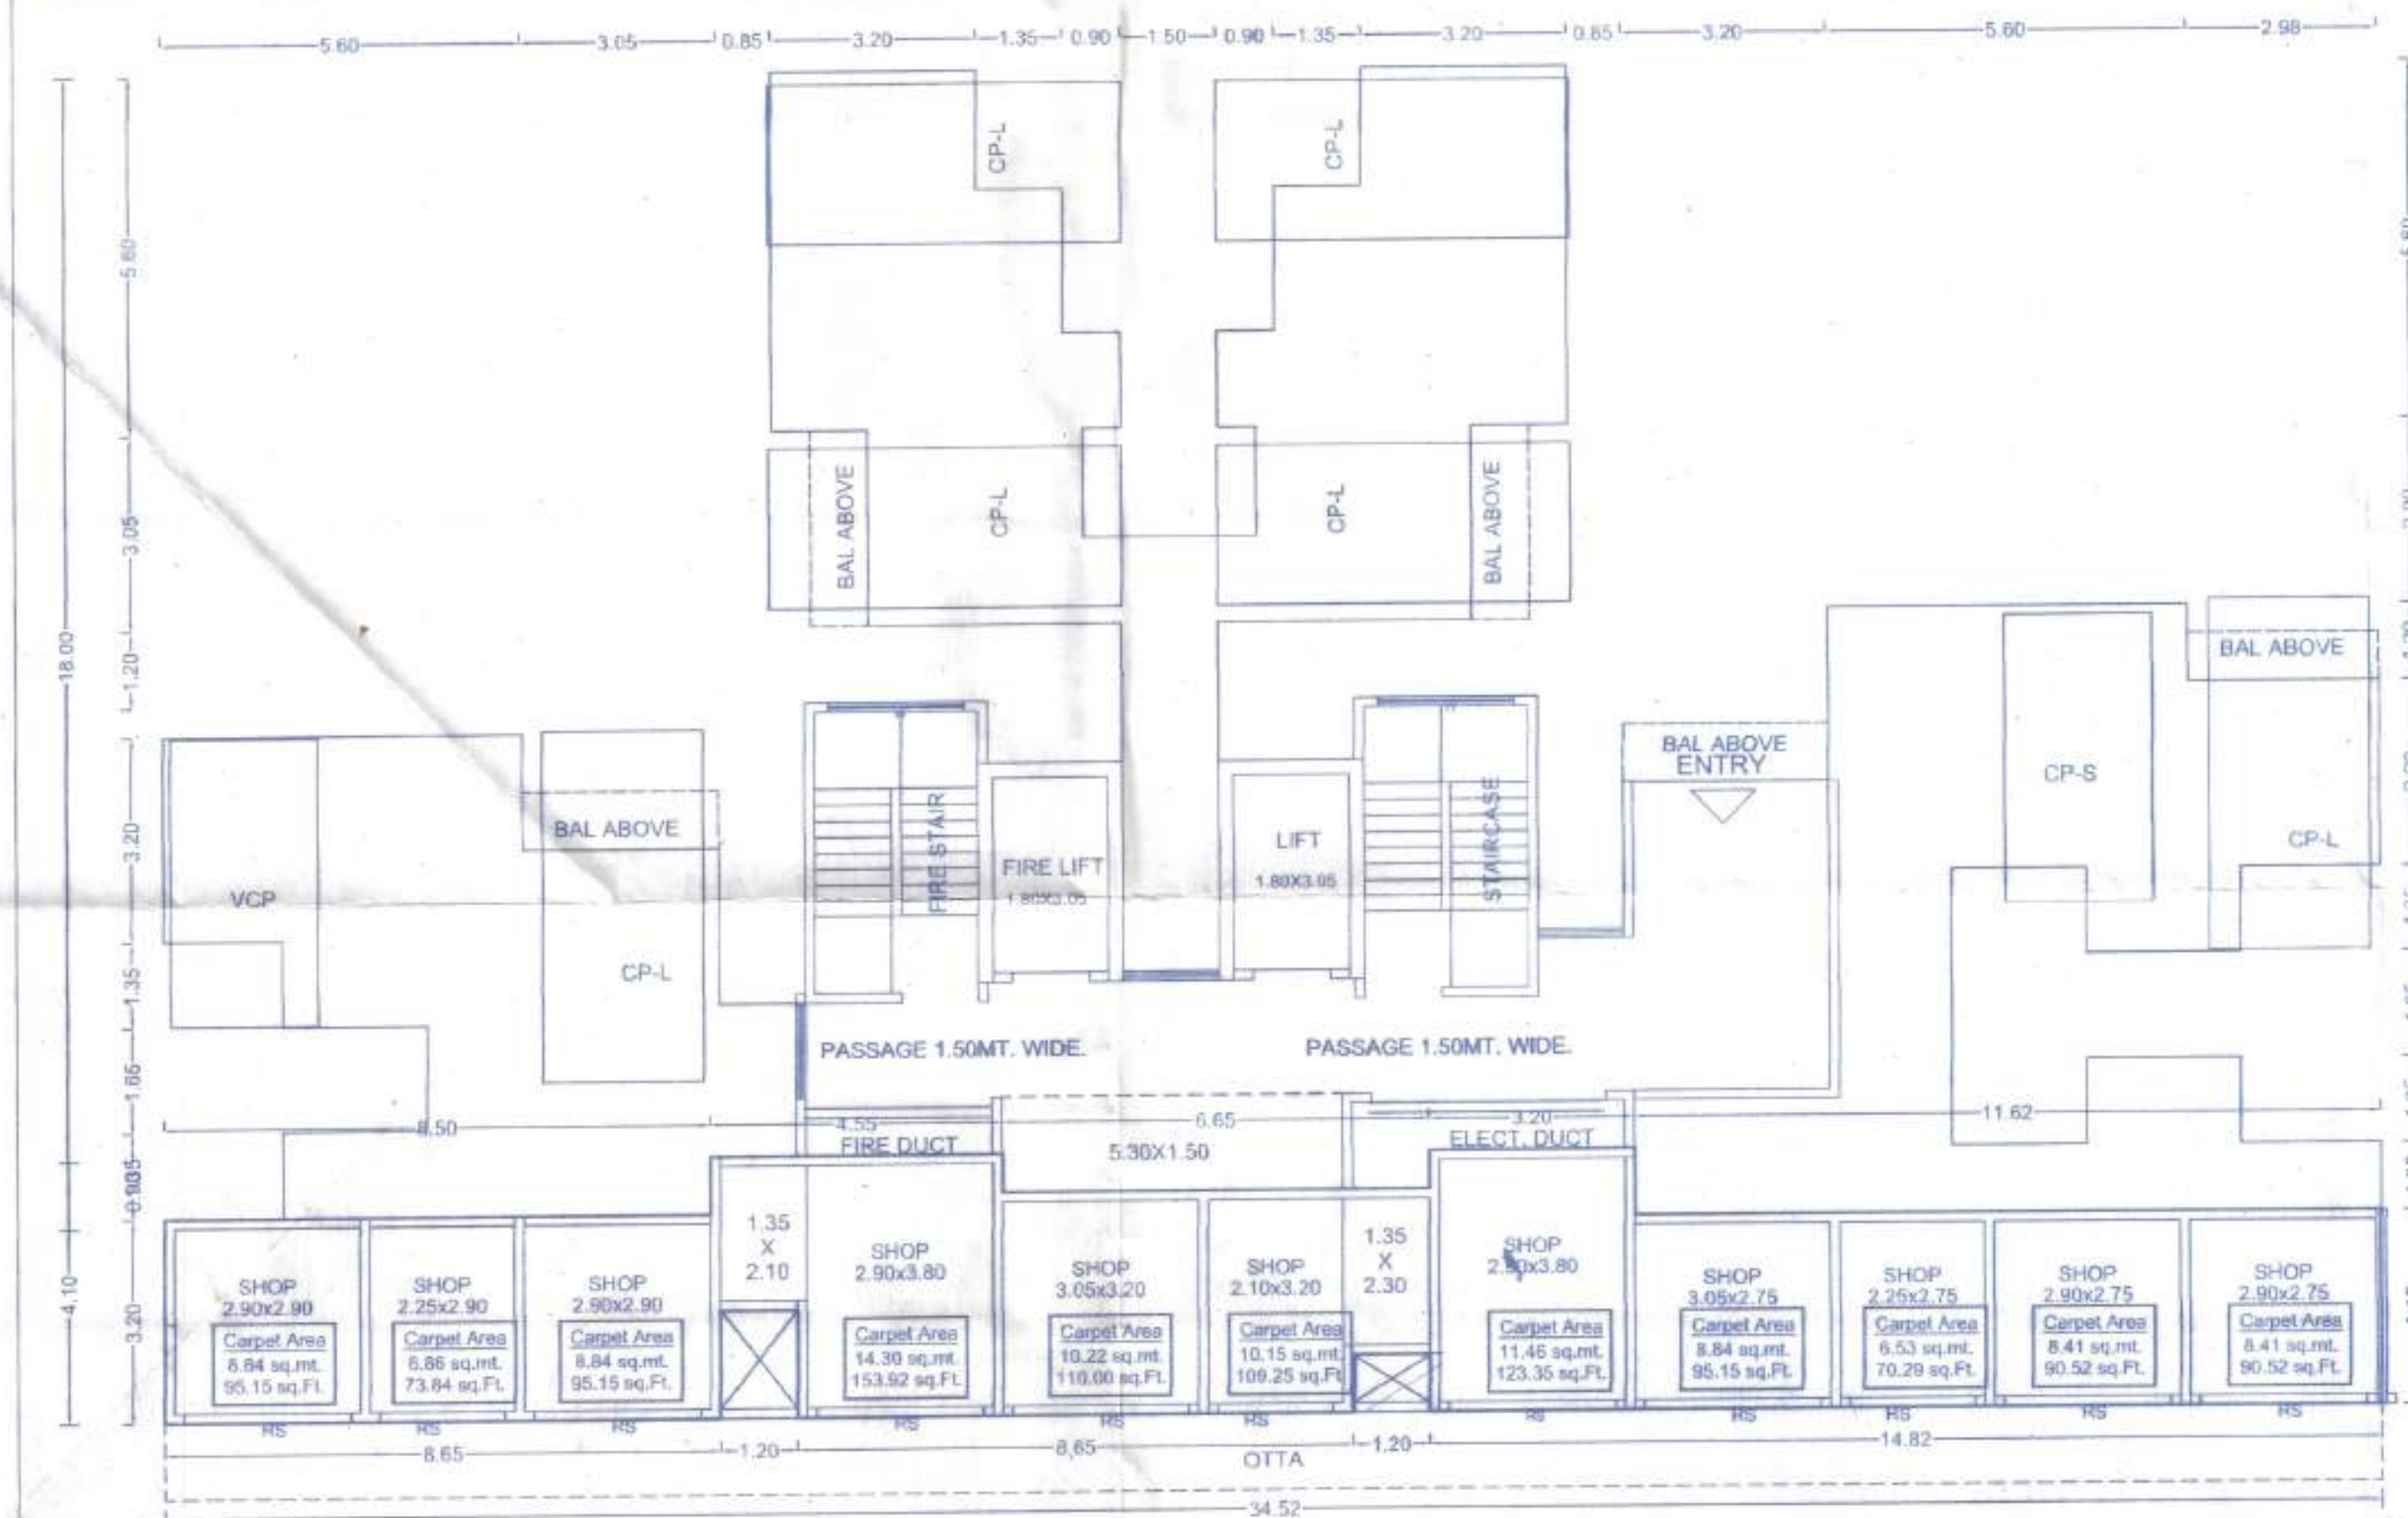 5.60 3.05 0.85 3.20 1.35 0.90 1.50 0.90 1.35 3.20 0.85 3.20 5.60 2.98
18.00
4.10
5.60
3.05
1.20
3.20
1.35
1.65
3.20
CP-L
CP-L
BAL ABOVE
CP-L
CP-L
BAL ABOVE
BAL ABOVE
CP-S
CP-L
BAL ABOVE
ENTRY
VCP
BAL ABOVE
CP-L
FIRE STAIR
FIRE LIFT
1.80X3.05
LIFT
1.80X3.05
STAIRCASE
PASSAGE 1.50MT. WIDE.
PASSAGE 1.50MT. WIDE.
8.50 4.55 6.65 3.20 11.62
FIRE DUCT
5.30X1.50
ELECT. DUCT
SHOP
2.90x2.90
Carpet Area
8.84 sq.mt.
95.15 sq.Ft.
RS
SHOP
2.25x2.90
Carpet Area
6.86 sq.mt.
73.84 sq.Ft.
RS
SHOP
2.90x2.90
Carpet Area
8.84 sq.mt.
95.15 sq.Ft.
RS
1.35
X
2.10
SHOP
2.90x3.80
Carpet Area
14.30 sq.mt.
153.92 sq.Ft.
RS
SHOP
3.05x3.20
Carpet Area
10.22 sq.mt.
110.00 sq.Ft.
RS
SHOP
2.10x3.20
Carpet Area
10.15 sq.mt.
109.25 sq.Ft
RS
1.35
X
2.30
SHOP
2.90x3.80
Carpet Area
11.46 sq.mt.
123.35 sq.Ft.
RS
SHOP
3.05x2.75
Carpet Area
8.84 sq.mt.
95.15 sq.Ft.
RS
SHOP
2.25x2.75
Carpet Area
6.53 sq.mt.
70.29 sq.Ft.
RS
SHOP
2.90x2.75
Carpet Area
8.41 sq.mt.
90.52 sq.Ft.
RS
SHOP
2.90x2.75
Carpet Area
8.41 sq.mt.
90.52 sq.Ft.
RS
8.65 1.20 8.65 1.20 14.82
OTTA
34.52